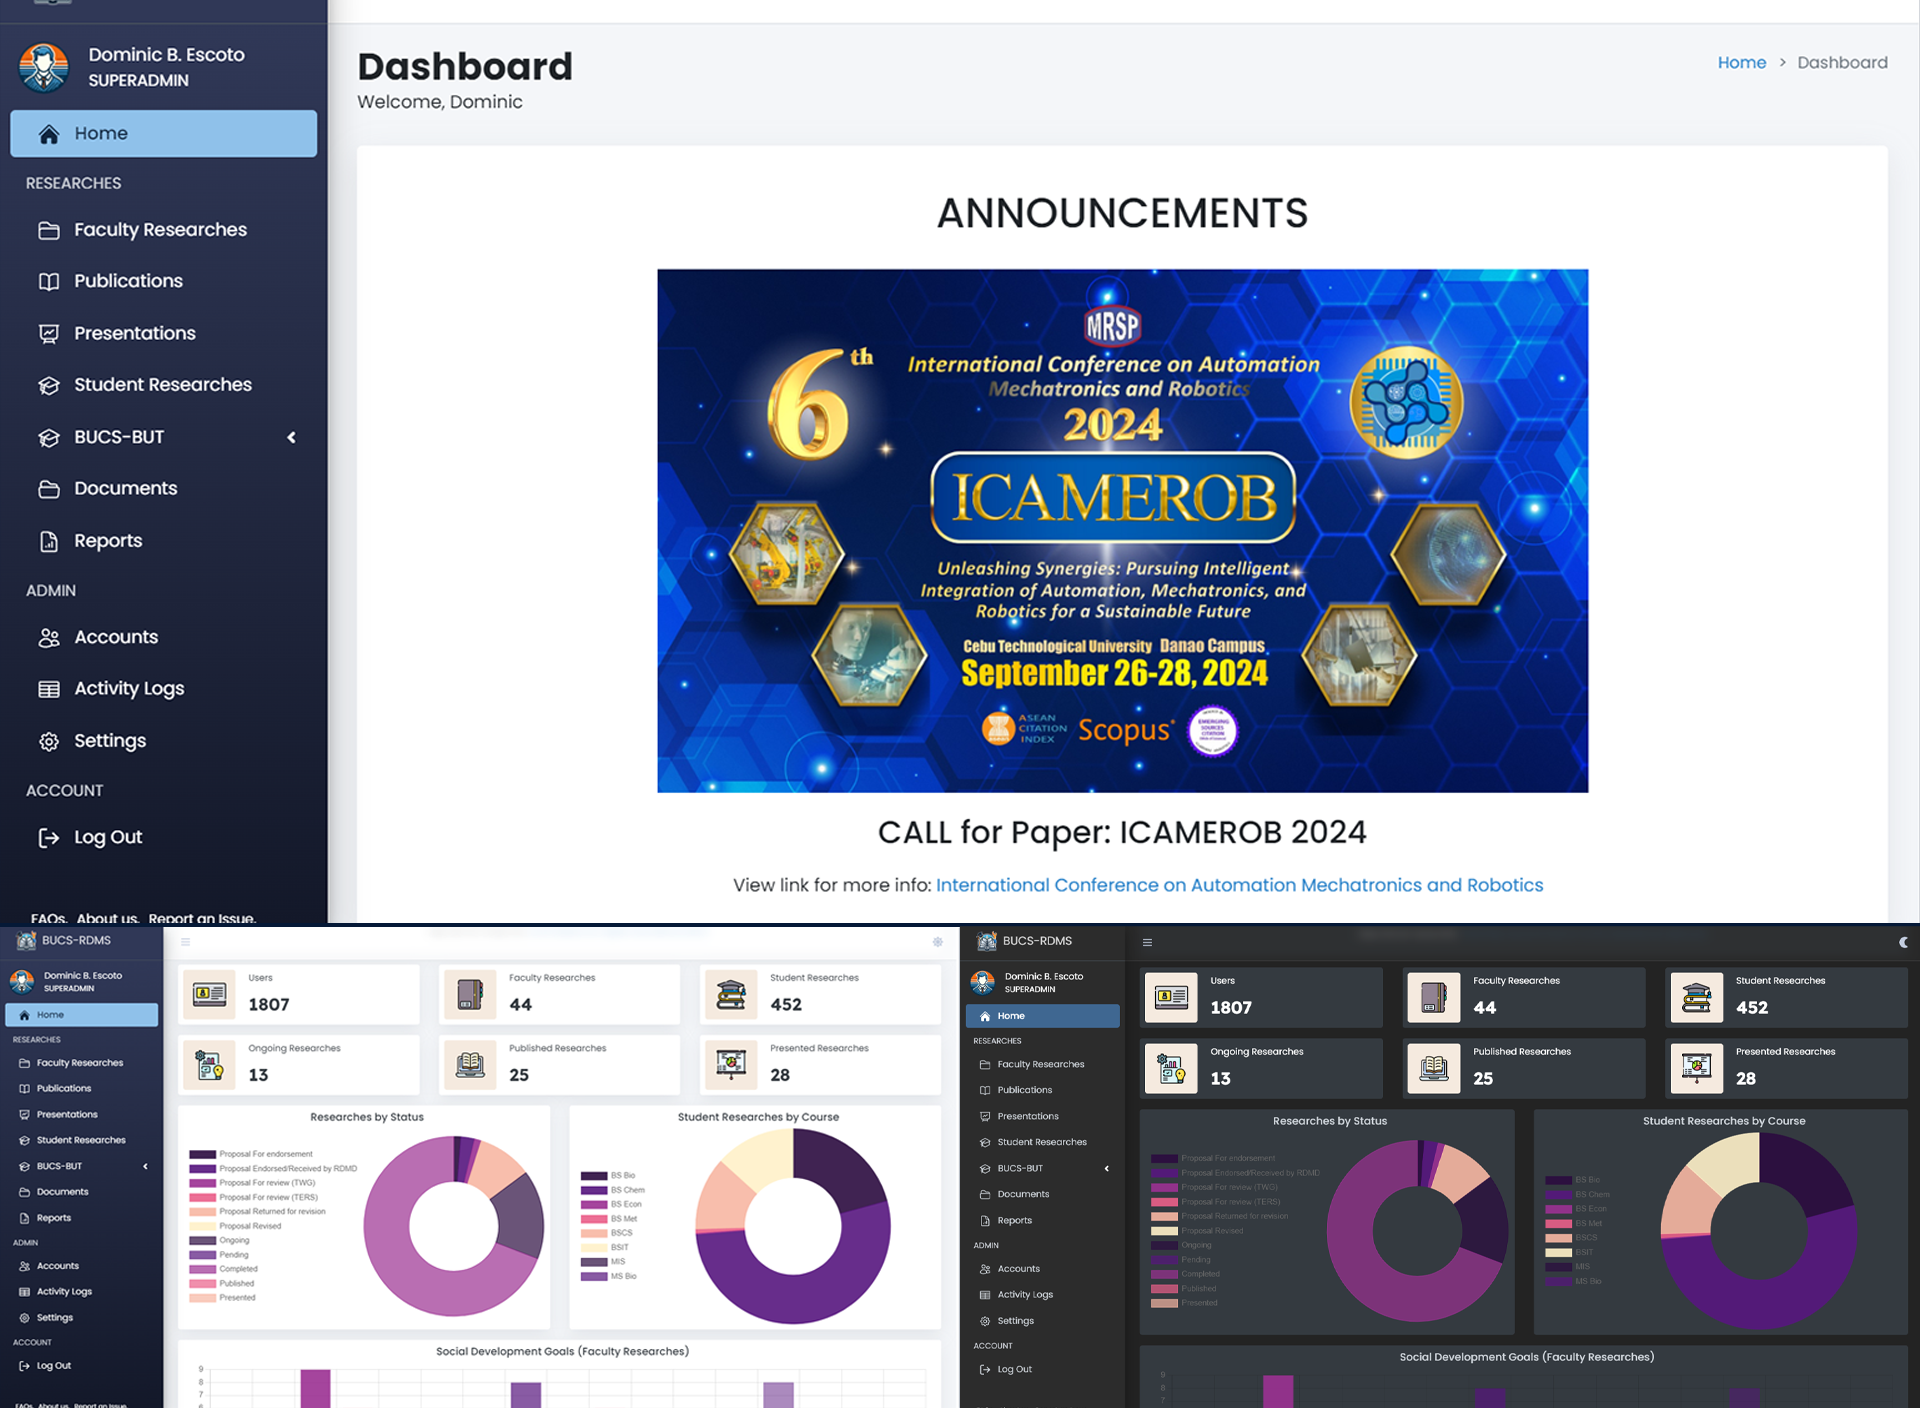 Dominic B. Escoto
SUPERADMIN
Home
RESEARCHES
Faculty Researches
Publications
Presentations
Student Researches
BUCS-BUT
Documents
Reports
ADMIN
Accounts
Activity Logs
Settings
ACCOUNT
Log Out
FAQs. About us. Report an Issue.
Dashboard
Welcome, Dominic
Home > Dashboard
ANNOUNCEMENTS
MRSP
6th
International Conference on Automation
Mechatronics and Robotics
2024
ICAMEROB
Unleashing Synergies: Pursuing Intelligent
Integration of Automation, Mechatronics, and
Robotics for a Sustainable Future
Cebu Technological University Danao Campus
September 26-28, 2024
ASEAN
CITATION
INDEX
Scopus
EMERGING
SOURCES
CITATION
CALL for Paper: ICAMEROB 2024
View link for more info: International Conference on Automation Mechatronics and Robotics
BUCS-RDMS
Dominic B. Escoto
SUPERADMIN
Home
RESEARCHES
Faculty Researches
Publications
Presentations
Student Researches
BUCS-BUT
Documents
Reports
ADMIN
Accounts
Activity Logs
Settings
ACCOUNT
Log Out
FAQs. About us. Report an Issue.
Users
1807
Faculty Researches
44
Student Researches
452
Ongoing Researches
13
Published Researches
25
Presented Researches
28
Researches by Status
Proposal For endorsement
Proposal Endorsed/Received by RDMD
Proposal For review (TWG)
Proposal For review (TERS)
Proposal Returned for revision
Proposal Revised
Ongoing
Pending
Completed
Published
Presented
Student Researches by Course
BS Bio
BS Chem
BS Econ
BS Met
BSCS
BSIT
MIS
MS Bio
Social Development Goals (Faculty Researches)
9
8
7
6
BUCS-RDMS
Dominic B. Escoto
SUPERADMIN
Home
RESEARCHES
Faculty Researches
Publications
Presentations
Student Researches
BUCS-BUT
Documents
Reports
ADMIN
Accounts
Activity Logs
Settings
ACCOUNT
Log Out
Users
1807
Faculty Researches
44
Student Researches
452
Ongoing Researches
13
Published Researches
25
Presented Researches
28
Researches by Status
Proposal For endorsement
Proposal Endorsed/Received by RDMD
Proposal For review (TWG)
Proposal For review (TERS)
Proposal Returned for revision
Proposal Revised
Ongoing
Pending
Completed
Published
Presented
Student Researches by Course
BS Bio
BS Chem
BS Econ
BS Met
BSCS
BSIT
MIS
MS Bio
Social Development Goals (Faculty Researches)
9
8
7